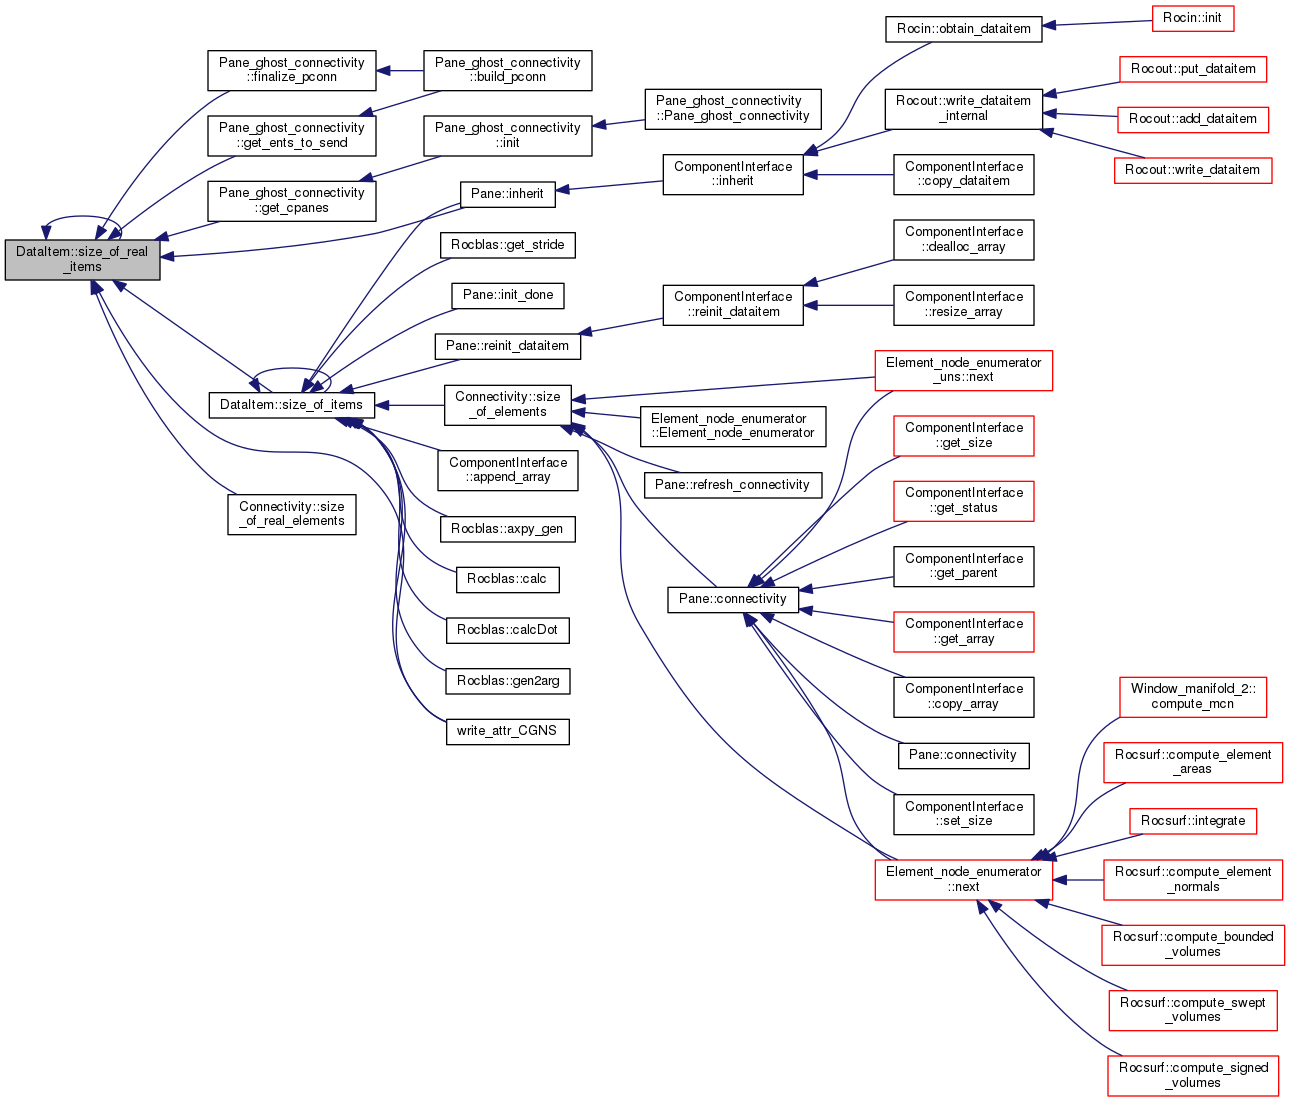 DataItem::size_of_real
_items
Pane_ghost_connectivity
::finalize_pconn
Pane_ghost_connectivity
::get_ents_to_send
Pane_ghost_connectivity
::get_cpanes
DataItem::size_of_items
Connectivity::size
_of_real_elements
Pane_ghost_connectivity
::build_pconn
Pane_ghost_connectivity
::init
Pane::inherit
Rocblas::get_stride
Pane::init_done
Pane::reinit_dataitem
Connectivity::size
_of_elements
ComponentInterface
::append_array
Rocblas::axpy_gen
Rocblas::calc
Rocblas::calcDot
Rocblas::gen2arg
write_attr_CGNS
Pane_ghost_connectivity
::Pane_ghost_connectivity
ComponentInterface
::inherit
ComponentInterface
::reinit_dataitem
Element_node_enumerator
::Element_node_enumerator
Pane::refresh_connectivity
Pane::connectivity
Rocin::obtain_dataitem
Rocout::write_dataitem
_internal
ComponentInterface
::copy_dataitem
ComponentInterface
::dealloc_array
ComponentInterface
::resize_array
Element_node_enumerator
_uns::next
ComponentInterface
::get_size
ComponentInterface
::get_status
ComponentInterface
::get_parent
ComponentInterface
::get_array
ComponentInterface
::copy_array
Pane::connectivity
ComponentInterface
::set_size
Element_node_enumerator
::next
Rocin::init
Rocout::put_dataitem
Rocout::add_dataitem
Rocout::write_dataitem
Window_manifold_2::
compute_mcn
Rocsurf::compute_element
_areas
Rocsurf::integrate
Rocsurf::compute_element
_normals
Rocsurf::compute_bounded
_volumes
Rocsurf::compute_swept
_volumes
Rocsurf::compute_signed
_volumes